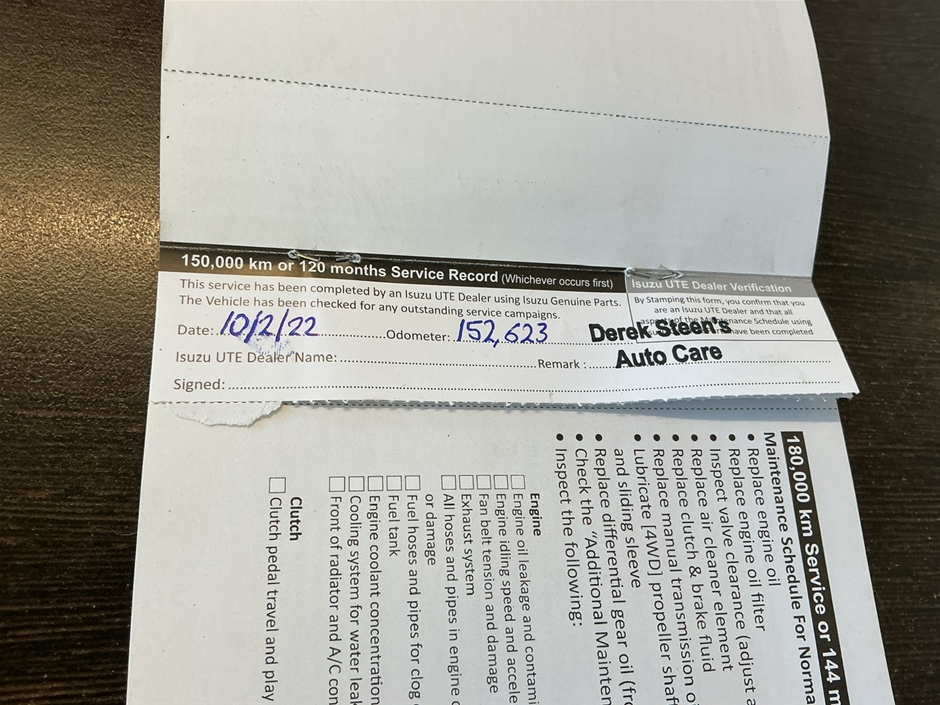 150,000 km or 120 months Service Record (Whichever occurs first)
This service has been completed by an Isuzu UTE Dealer using Isuzu Genuine Parts.
The Vehicle has been checked for any outstanding service campaigns.
Date: 10/2/22 Odometer: 152,623
Isuzu UTE Dealer Name: Remark :
Signed:
Isuzu UTE Dealer Verification
By Stamping this form, you confirm that you
are an Isuzu UTE Dealer and that all
Maintenance Schedule using
have been completed
Derek Steen's
Auto Care
180,000 km Service or 144 m
Maintenance Schedule For Norma
• Replace engine oil
• Replace engine oil filter
• Inspect valve clearance (adjust a
• Inspect air cleaner element
• Replace clutch & brake fluid
• Replace manual transmission o
• Lubricate [4WD] propeller shaf
and sliding sleeve
• Replace differential gear oil (fro
• Check the "Additional Mainten
• Inspect the following:
Engine
Engine oil leakage and contami
Engine idling speed and accele
Fan belt tension and damage
Exhaust system
All hoses and pipes in engine c
or damage
Fuel hoses and pipes for clog
Fuel tank
Engine coolant concentration
Cooling system for water leak
Front of radiator and A/C con
Clutch
Clutch pedal travel and play